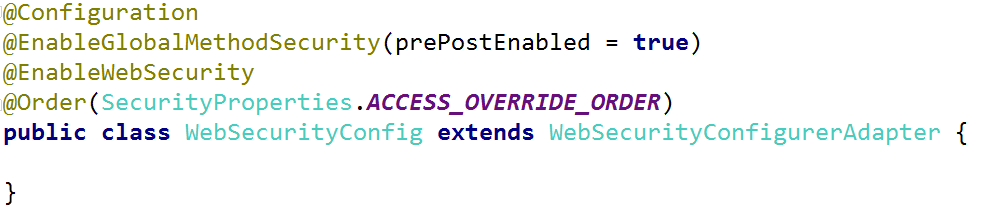 @Configuration
@EnableGlobalMethodSecurity(prePostEnabled = true)
@EnableWebSecurity
@Order(SecurityProperties.ACCESS_OVERRIDE_ORDER)
public class WebSecurityConfig extends WebSecurityConfigurerAdapter {
}